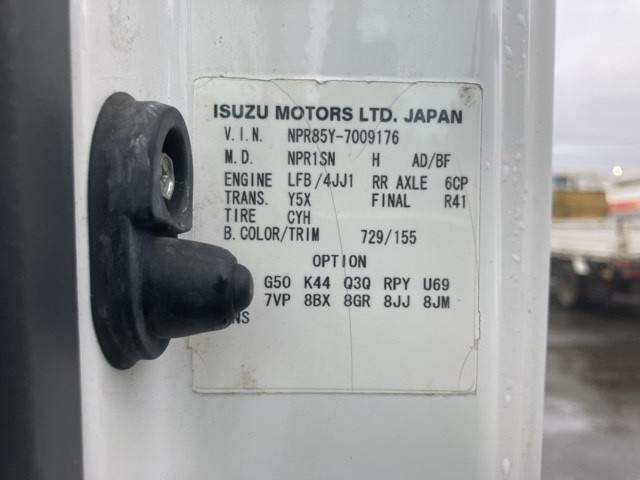 ISUZU MOTORS LTD. JAPAN
V.I.N. NPR85Y-7009176
M.D. NPR1SN H AD/BF
ENGINE LFB/4JJ1 RR AXLE 6CP
TRANS. Y5X FINAL R41
TIRE CYH
B.COLOR/TRIM 729/155
OPTION
G50 K44 Q3Q RPY U69
7VP 8BX 8GR 8JJ 8JM